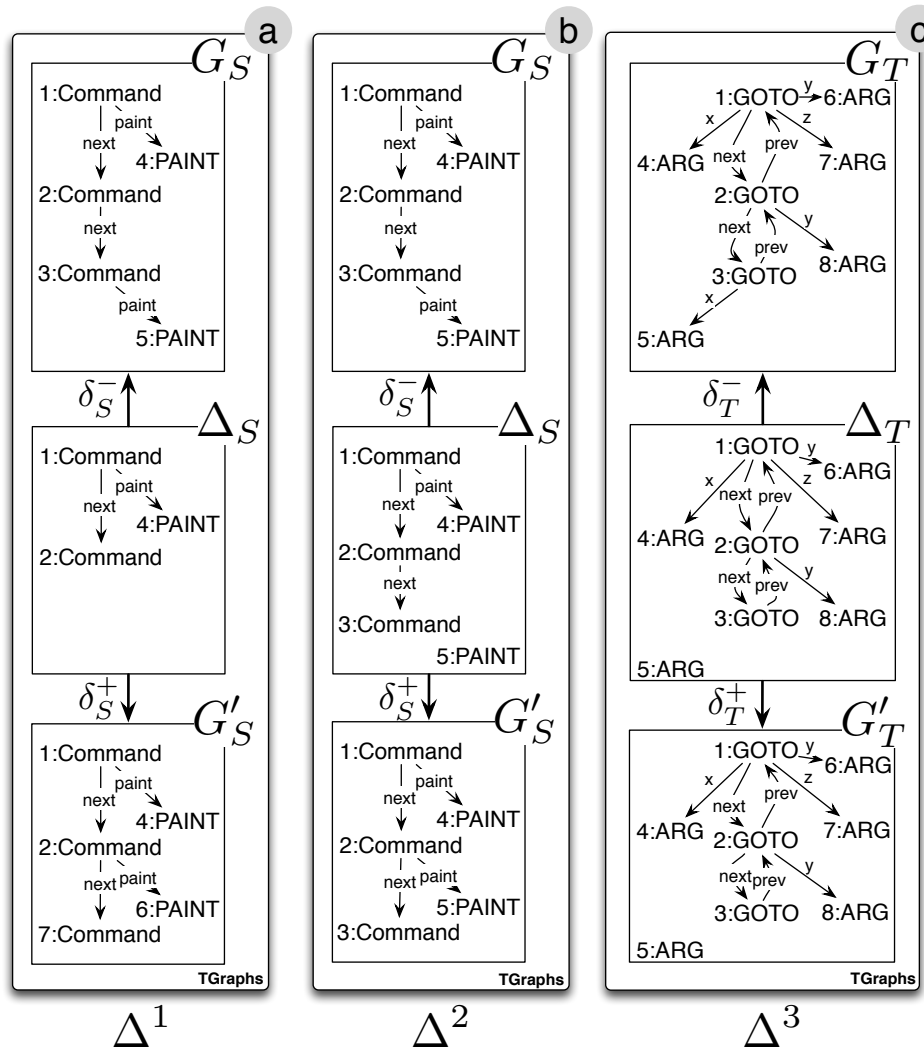 a
G_S
1:Command
paint
next
4:PAINT
2:Command
next
3:Command
paint
5:PAINT
δ_S^-
Δ_S
1:Command
paint
next
4:PAINT
2:Command
δ_S^+
G'_S
1:Command
paint
next
4:PAINT
2:Command
next paint
6:PAINT
7:Command
TGraphs
Δ^1
b
G_S
1:Command
paint
next
4:PAINT
2:Command
next
3:Command
paint
5:PAINT
δ_S^-
Δ_S
1:Command
paint
next
4:PAINT
2:Command
next
3:Command
5:PAINT
δ_S^+
G'_S
1:Command
paint
next
4:PAINT
2:Command
next paint
5:PAINT
3:Command
TGraphs
Δ^2
c
G_T
1:GOTO y 6:ARG
x z
prev
next
4:ARG 7:ARG
2:GOTO
next y
prev
8:ARG
3:GOTO
x
5:ARG
δ_T^-
Δ_T
1:GOTO y
6:ARG
x z
next prev
4:ARG 2:GOTO 7:ARG
next prev y
3:GOTO 8:ARG
5:ARG
δ_T^+
G'_T
1:GOTO y
6:ARG
x z
next prev
4:ARG 2:GOTO 7:ARG
next prev y
3:GOTO 8:ARG
5:ARG
TGraphs
Δ^3